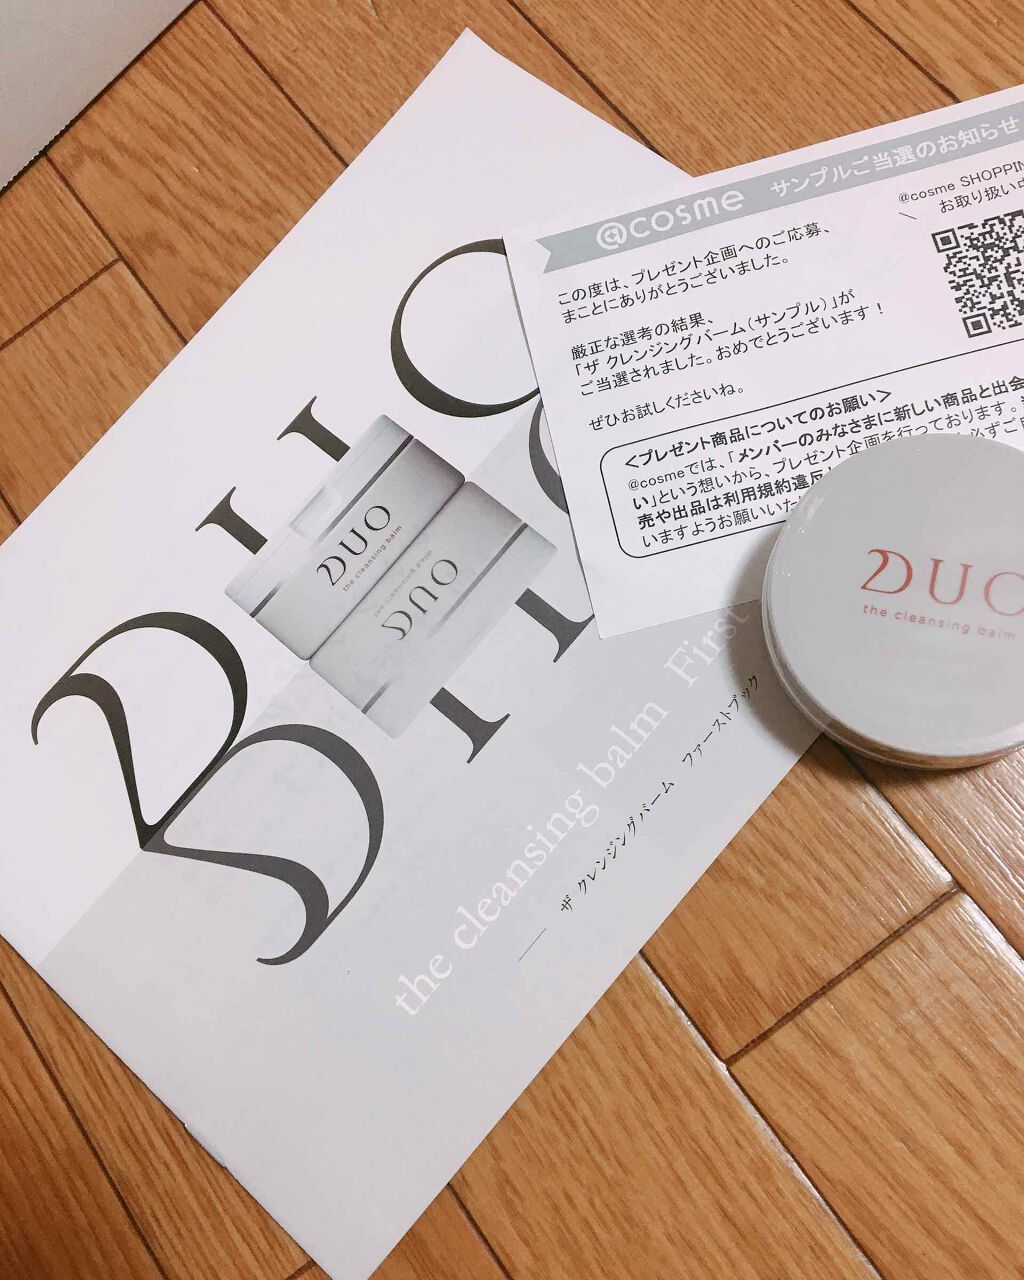 @cosme サンプルご当選のお知らせ
@cosme SHOPPIN
お取り扱い中
この度は、プレゼント企画へのご応募、
まことにありがとうございました。
厳正な選考の結果、
「ザ クレンジングバーム(サンプル)」が
ご当選されました。おめでとうございます!
ぜひお試しくださいね。
<プレゼント商品についてのお願い>
@cosmeでは、「メンバーのみなさまに新しい商品と出会
い」という想いから、プレゼント企画を行っております。
売や出品は利用規約違反 必ずご
いますようお願いいた
DUO
the cleansing balm
DUO
the cleansing balm
DUO
the cleansing balm
DUO
the cleansing balm First
ザ クレンジングバーム ファーストブック